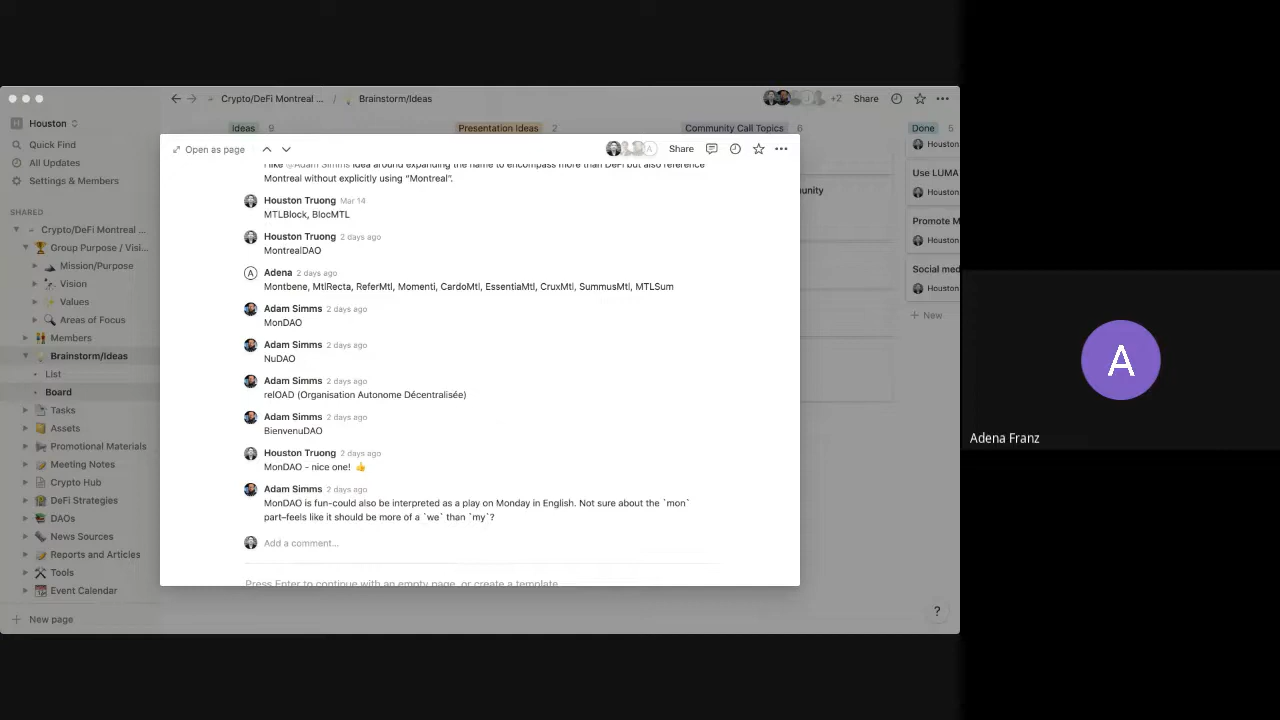 Crypto/DeFi Montreal ... / Brainstorm/Ideas
+2 Share
Houston
Quick Find
All Updates
Settings & Members
SHARED
Crypto/DeFi Montreal ...
Group Purpose / Visi...
Mission/Purpose
Vision
Values
Areas of Focus
Members
Brainstorm/Ideas
List
Board
Tasks
Assets
Promotional Materials
Meeting Notes
Crypto Hub
DeFi Strategies
DAOs
News Sources
Reports and Articles
Tools
Event Calendar
New page
Ideas 9
Presentation Ideas 2
Community Call Topics 6
Done 5
Open as page
A
Share
I like @Adam Simms idea around expanding the name to encompass more than DeFi but also reference
Montreal without explicitly using “Montreal”.
Houston Truong Mar 14
MTLBlock, BlocMTL
Houston Truong 2 days ago
MontrealDAO
A Adena 2 days ago
Montbene, MtlRecta, ReferMtl, Momenti, CardoMtl, EssentiaMtl, CruxMtl, SummusMtl, MTLSum
Adam Simms 2 days ago
MonDAO
Adam Simms 2 days ago
NuDAO
Adam Simms 2 days ago
relOAD (Organisation Autonome Décentralisée)
Adam Simms 2 days ago
BienvenuDAO
Houston Truong 2 days ago
MonDAO - nice one! 👍
Adam Simms 2 days ago
MonDAO is fun-could also be interpreted as a play on Monday in English. Not sure about the `mon`
part–feels like it should be more of a `we` than `my`?
Add a comment...
Press Enter to continue with an empty page, or create a template
unity
Houston
Use LUMA
Houston
Promote M
Houston
Social med
Houston
+ New
?
A
Adena Franz